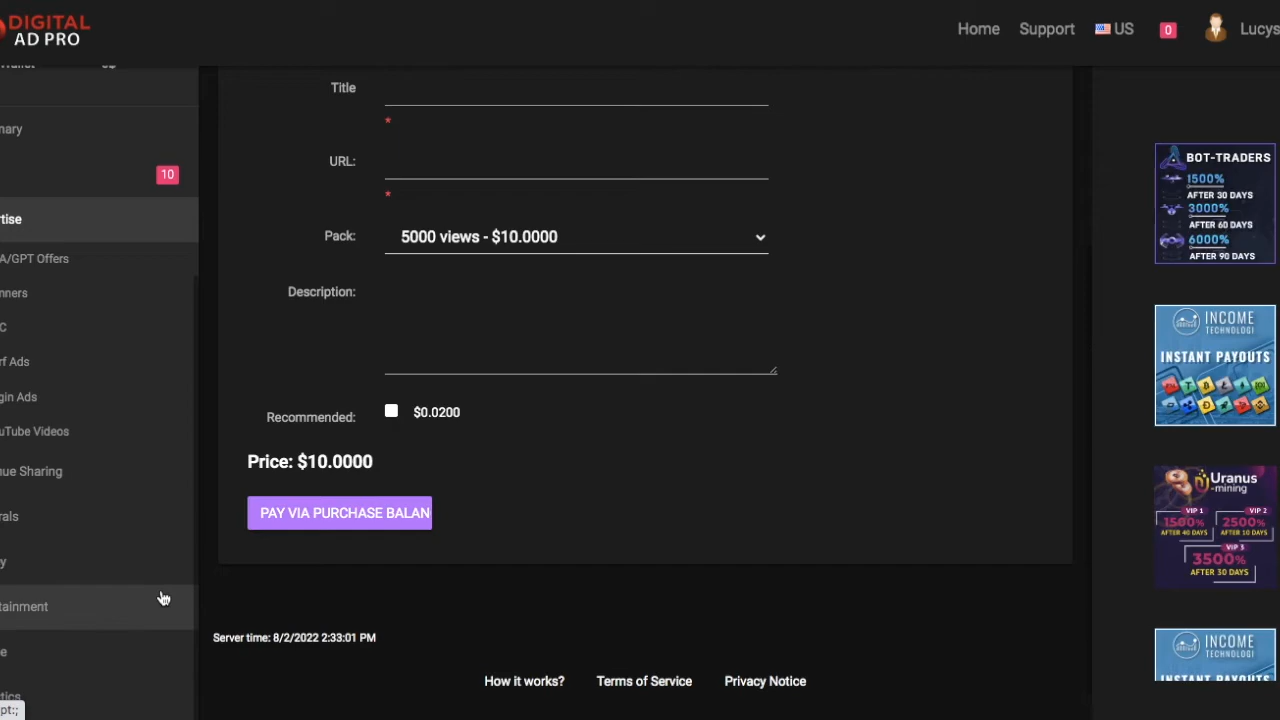 DIGITAL
AD PRO
Home
Support
US
0
Lucys
nary
10
rtise
A/GPT Offers
nners
C
rf Ads
gin Ads
uTube Videos
nue Sharing
rals
y
tainment
e
tics
pt:;
Title
*
URL:
*
Pack:
5000 views - $10.0000
Description:
Recommended:
$0.0200
Price: $10.0000
PAY VIA PURCHASE BALAN
Server time: 8/2/2022 2:33:01 PM
How it works?
Terms of Service
Privacy Notice
BOT-TRADERS
1500%
AFTER 30 DAYS
3000%
AFTER 60 DAYS
6000%
AFTER 90 DAYS
INCOME
TECHNOLOGI
INSTANT PAYOUTS
Uranus
-mining
VIP 1
1500%
AFTER 40 DAYS
VIP 2
2500%
AFTER 10 DAYS
VIP 3
3500%
AFTER 30 DAYS
INCOME
TECHNOLOGI